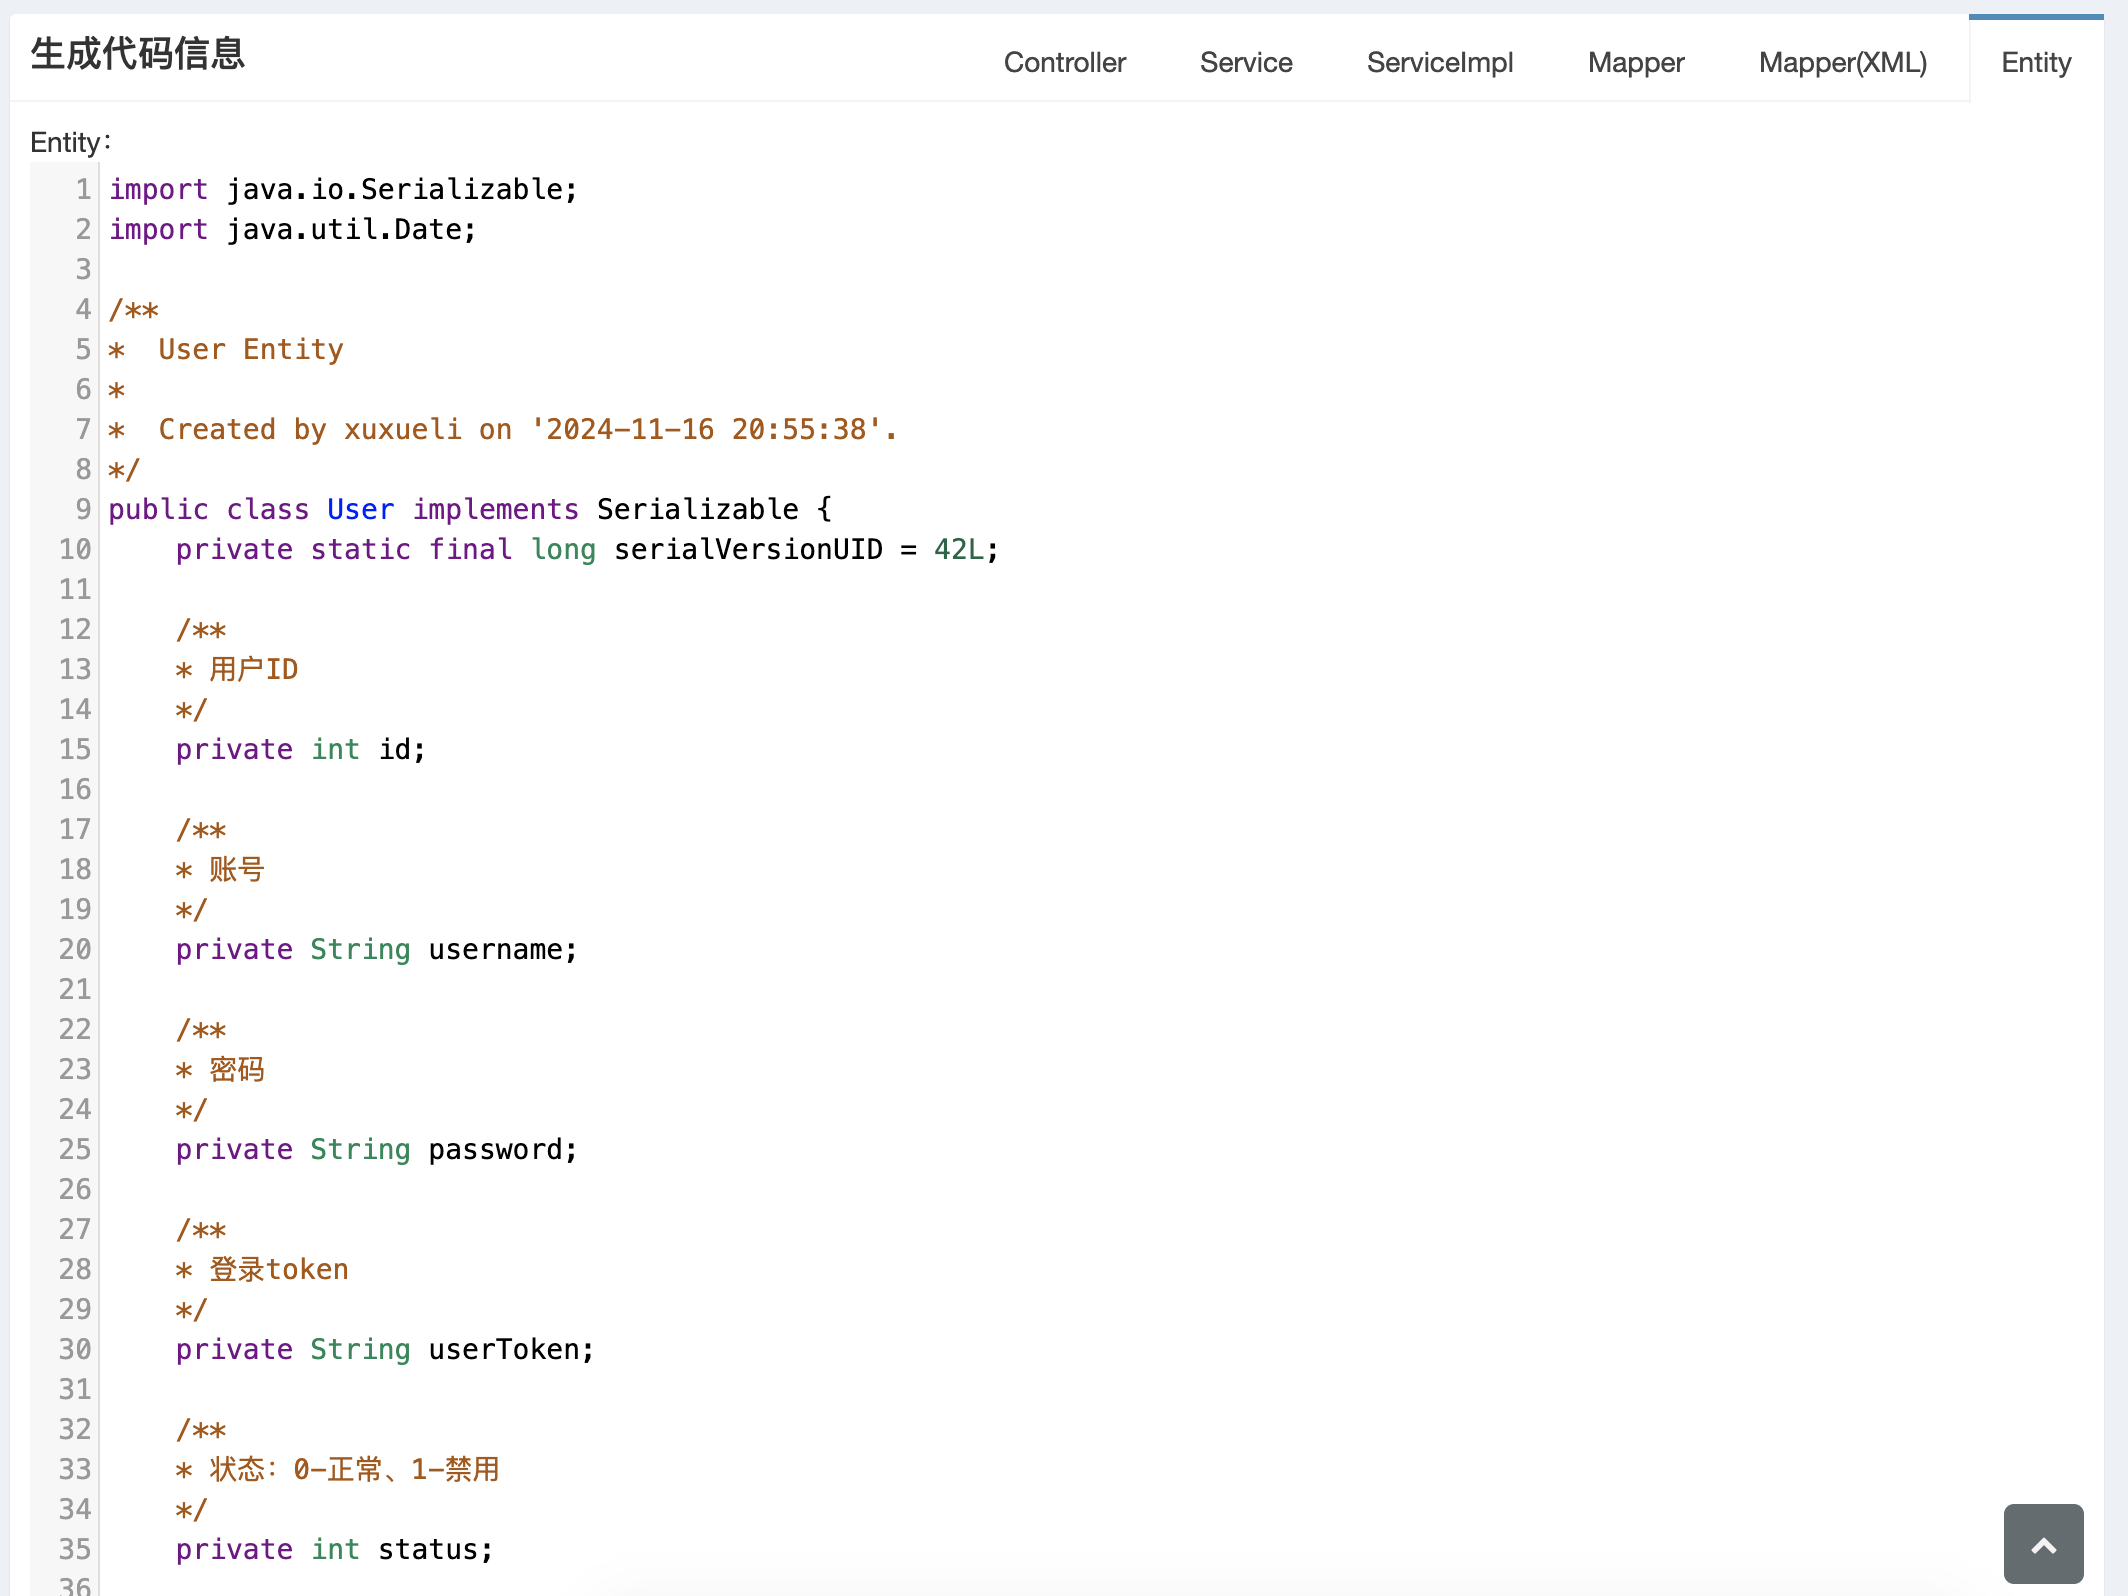 生成代码信息
Controller Service ServiceImpl Mapper Mapper(XML) Entity
Entity：
1 import java.io.Serializable;
2 import java.util.Date;
3
4 /**
5 *  User Entity
6 *
7 *  Created by xuxueli on '2024-11-16 20:55:38'.
8 */
9 public class User implements Serializable {
10     private static final long serialVersionUID = 42L;
11
12     /**
13     * 用户ID
14     */
15     private int id;
16
17     /**
18     * 账号
19     */
20     private String username;
21
22     /**
23     * 密码
24     */
25     private String password;
26
27     /**
28     * 登录token
29     */
30     private String userToken;
31
32     /**
33     * 状态：0-正常、1-禁用
34     */
35     private int status;
36